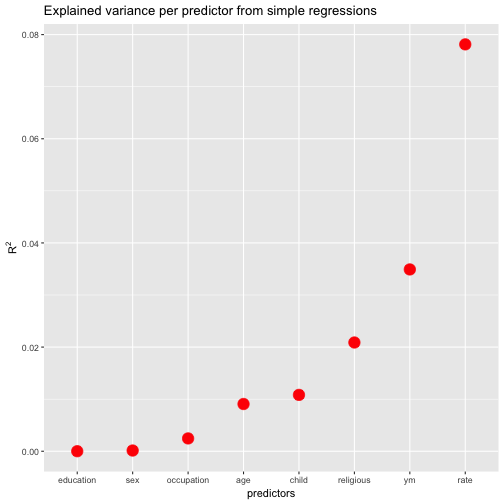 Explained variance per predictor from simple regressions
0.08
0.06
0.04
0.02
0.00
R²
education sex occupation age child religious ym rate
predictors